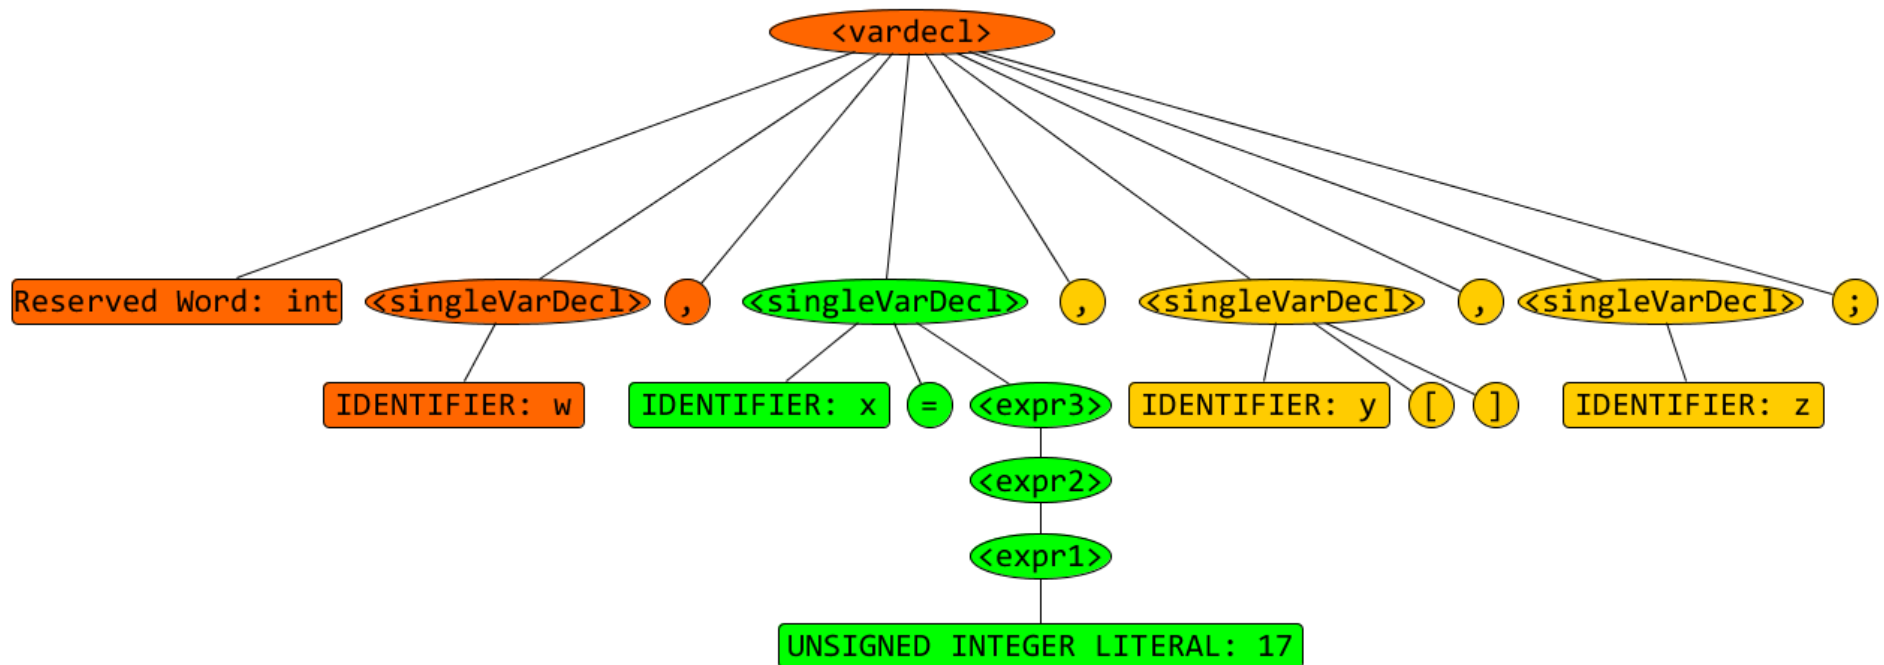 <vardecl>
Reserved Word: int <singleVarDecl> , <singleVarDecl> , <singleVarDecl> , <singleVarDecl> ;
IDENTIFIER: w IDENTIFIER: x = <expr3> IDENTIFIER: y [ ] IDENTIFIER: z
<expr2>
<expr1>
UNSIGNED INTEGER LITERAL: 17